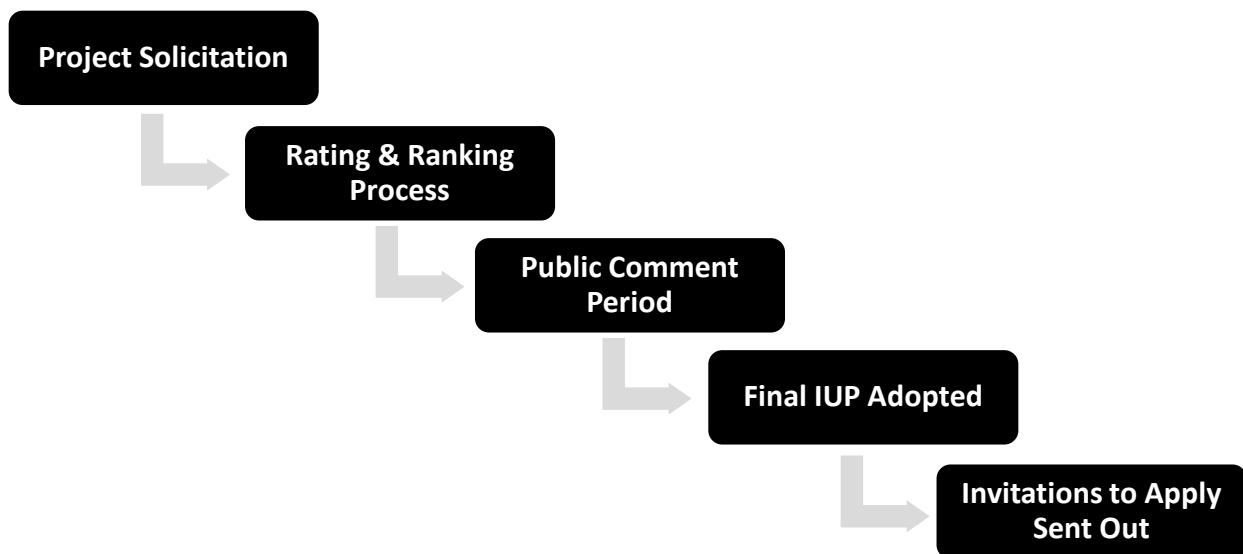 Project Solicitation
Rating & Ranking
Process
Public Comment
Period
Final IUP Adopted
Invitations to Apply
Sent Out